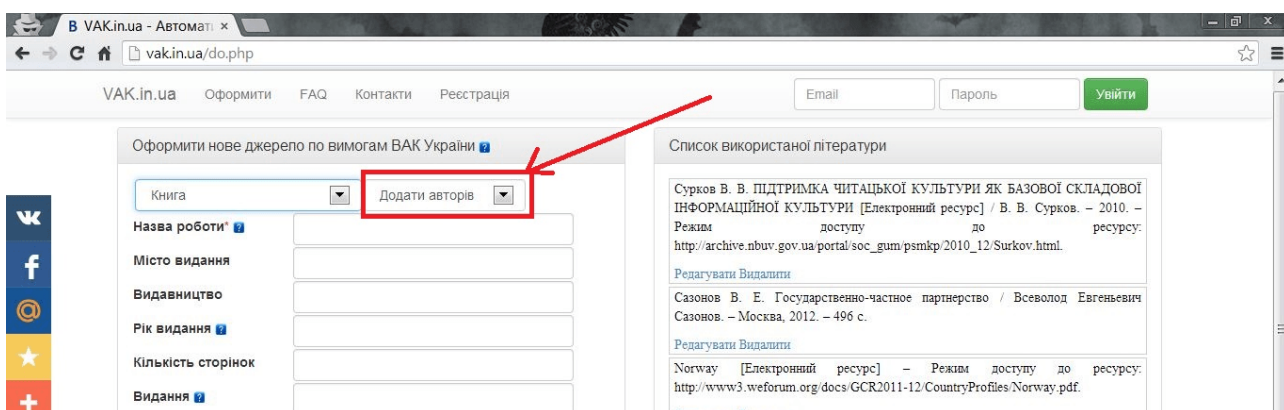 B VAK.in.ua - Автомат
vak.in.ua/do.php
VAK.in.ua Оформити FAQ Контакти Реєстрація Email Пароль Увійти
Оформити нове джерело по вимогам ВАК України ?
Книга Додати авторів
Назва роботи* ?
Місто видання
Видавництво
Рік видання ?
Кількість сторінок
Видання ?
Список використаної літератури
Сурков В. В. ПІДТРИМКА ЧИТАЦЬКОЇ КУЛЬТУРИ ЯК БАЗОВОЇ СКЛАДОВОЇ
ІНФОРМАЦІЙНОЇ КУЛЬТУРИ [Електронний ресурс] / В. В. Сурков. – 2010. –
Режим доступу до ресурсу:
http://archive.nbuv.gov.ua/portal/soc_gum/psmkp/2010_12/Surkov.html.
Редагувати Видалити
Сазонов В. Е. Государственно-частное партнерство / Всеволод Евгеньевич
Сазонов. – Москва, 2012. – 496 с.
Редагувати Видалити
Norway [Електронний ресурс] – Режим доступу до ресурсу:
http://www3.weforum.org/docs/GCR2011-12/CountryProfiles/Norway.pdf.